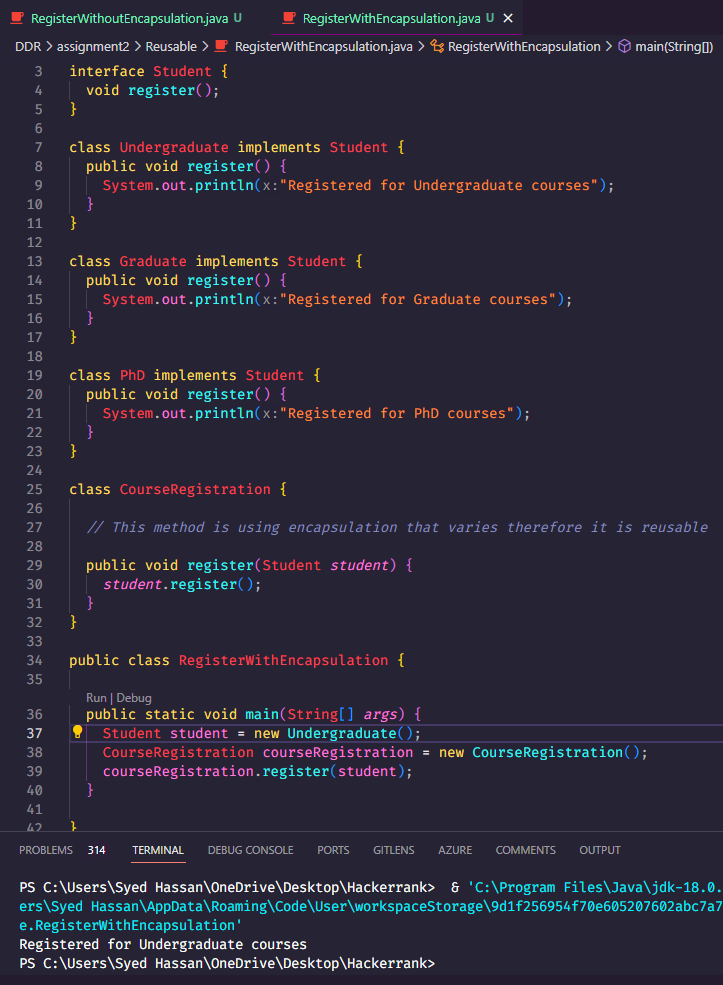 RegisterWithoutEncapsulation.java U RegisterWithEncapsulation.java U
DDR > assignment2 > Reusable > RegisterWithEncapsulation.java > RegisterWithEncapsulation > main(String[])
3 interface Student {
4 void register();
5 }
6
7 class Undergraduate implements Student {
8 public void register() {
9 System.out.println(x:"Registered for Undergraduate courses");
10 }
11 }
12
13 class Graduate implements Student {
14 public void register() {
15 System.out.println(x:"Registered for Graduate courses");
16 }
17 }
18
19 class PhD implements Student {
20 public void register() {
21 System.out.println(x:"Registered for PhD courses");
22 }
23 }
24
25 class CourseRegistration {
26
27 // This method is using encapsulation that varies therefore it is reusable
28
29 public void register(Student student) {
30 student.register();
31 }
32 }
33
34 public class RegisterWithEncapsulation {
35
Run | Debug
36 public static void main(String[] args) {
37 Student student = new Undergraduate();
38 CourseRegistration courseRegistration = new CourseRegistration();
39 courseRegistration.register(student);
40 }
41
42 }
PROBLEMS 314 TERMINAL DEBUG CONSOLE PORTS GITLENS AZURE COMMENTS OUTPUT
PS C:\Users\Syed Hassan\OneDrive\Desktop\Hackerrank> & 'C:\Program Files\Java\jdk-18.0.
ers\Syed Hassan\AppData\Roaming\Code\User\workspaceStorage\9d1f256954f70e605207602abc7a7
e.RegisterWithEncapsulation'
Registered for Undergraduate courses
PS C:\Users\Syed Hassan\OneDrive\Desktop\Hackerrank>